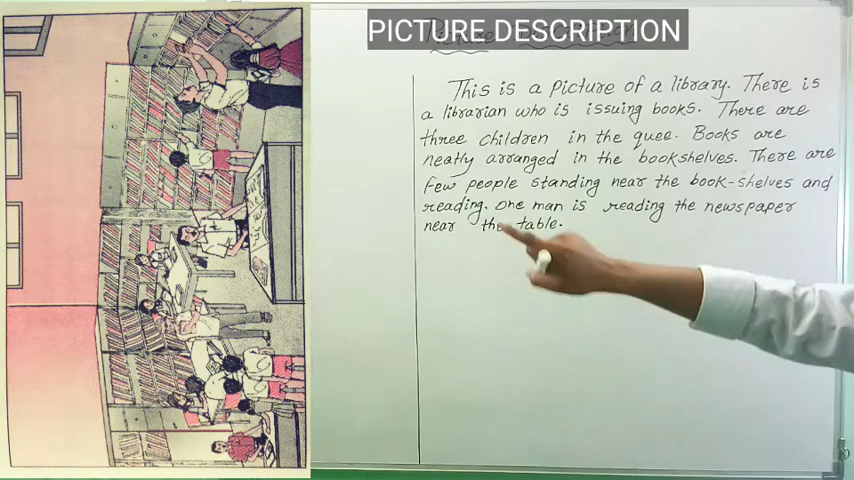 PICTURE DESCRIPTION
This is a picture of a library. There is
a librarian who is issuing books. There are
three children in the quee. Books are
neatly arranged in the bookshelves. There are
few people standing near the book-shelves and
reading. One man is reading the newspaper
near the table.